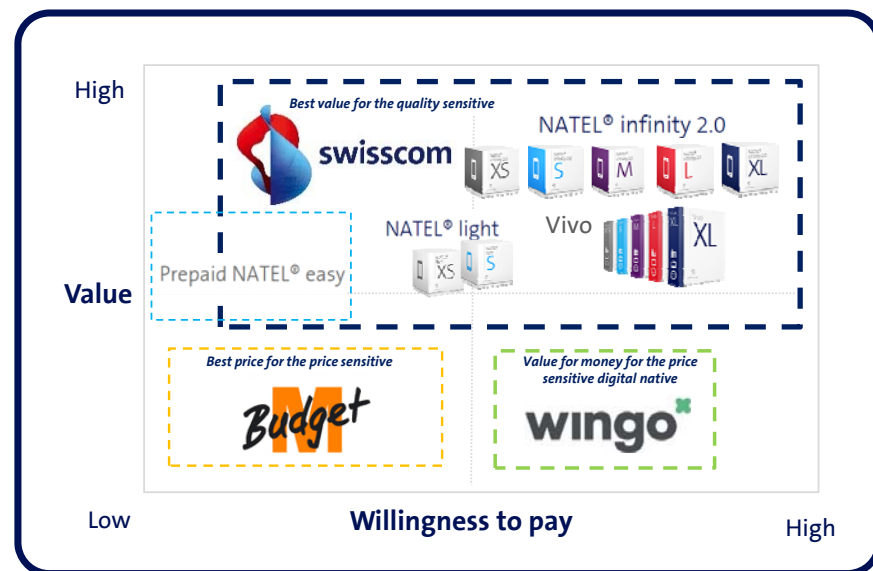 High
Best value for the quality sensitive
swisscom
NATEL® infinity 2.0
XS
S
M
L
XL
NATEL® light
XS
S
Vivo
XL
Prepaid NATEL® easy
Value
Best price for the price sensitive
M
Budget
Value for money for the price
sensitive digital native
wingo
Low
Willingness to pay
High